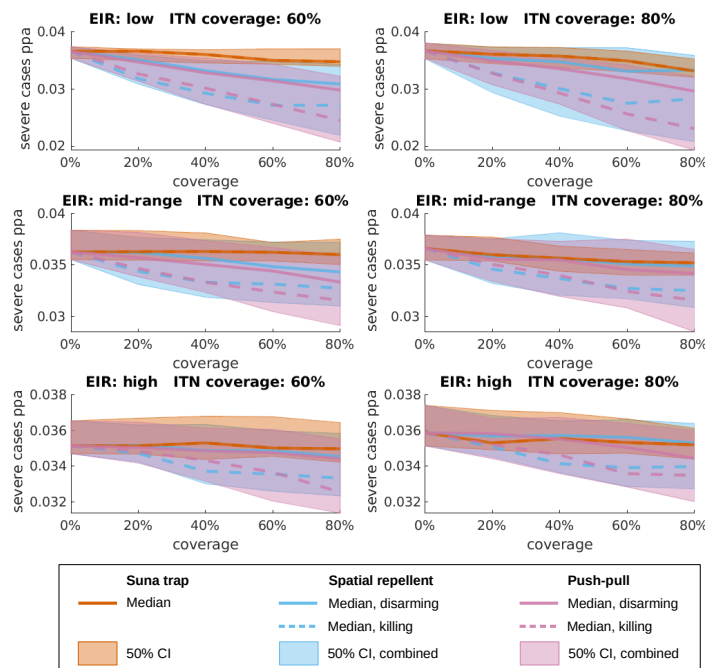 EIR: low ITN coverage: 60%
severe cases ppa
0.04
0.03
0.02
0% 20% 40% 60% 80%
coverage
EIR: low ITN coverage: 80%
severe cases ppa
0.04
0.03
0.02
0% 20% 40% 60% 80%
coverage
EIR: mid-range ITN coverage: 60%
severe cases ppa
0.04
0.035
0.03
0% 20% 40% 60% 80%
coverage
EIR: mid-range ITN coverage: 80%
severe cases ppa
0.04
0.035
0.03
0% 20% 40% 60% 80%
coverage
EIR: high ITN coverage: 60%
severe cases ppa
0.038
0.036
0.034
0.032
0% 20% 40% 60% 80%
coverage
EIR: high ITN coverage: 80%
severe cases ppa
0.038
0.036
0.034
0.032
0% 20% 40% 60% 80%
coverage
Suna trap
Median
50% CI
Spatial repellent
Median, disarming
Median, killing
50% CI, combined
Push-pull
Median, disarming
Median, killing
50% CI, combined